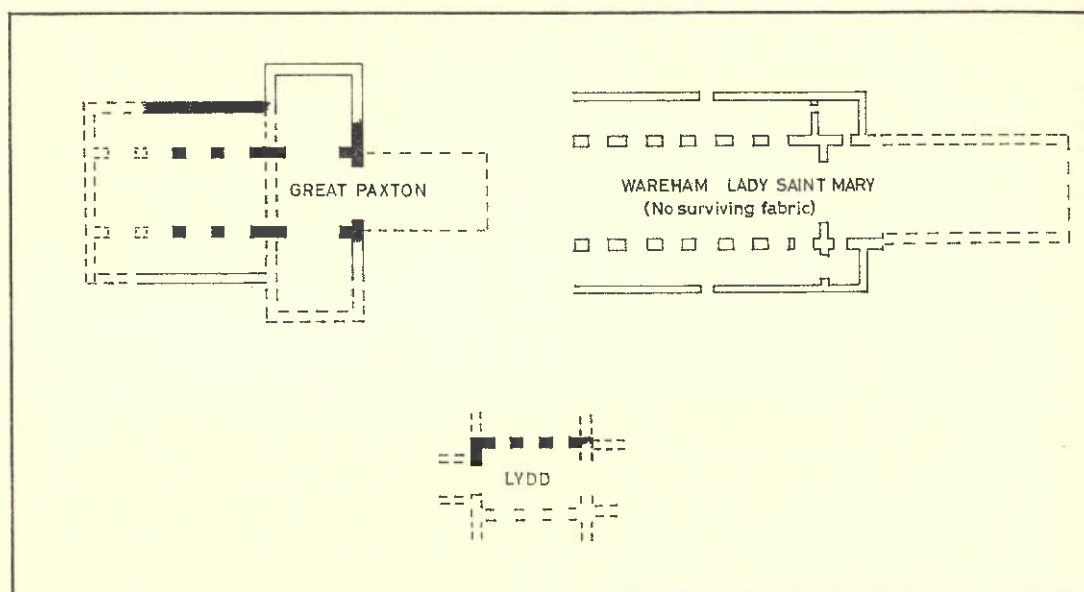 GREAT PAXTON
WAREHAM LADY SAINT MARY
(No surviving fabric)
LYDD